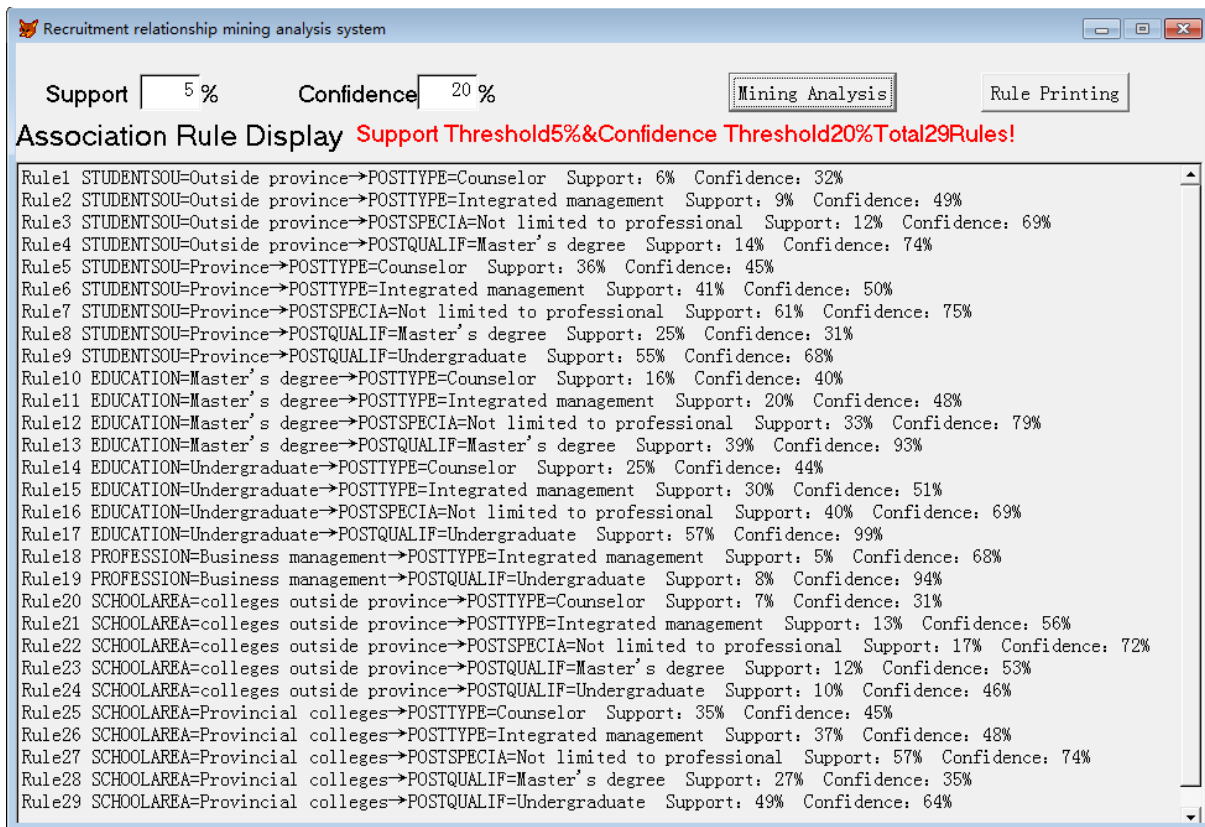 Recruitment relationship mining analysis system
Support 5 % Confidence 20 % Mining Analysis Rule Printing
Association Rule Display Support Threshold5%&Confidence Threshold20%Total29Rules!
Rule1 STUDENTSOU=Outside province→POSTTYPE=Counselor Support: 6% Confidence: 32%
Rule2 STUDENTSOU=Outside province→POSTTYPE=Integrated management Support: 9% Confidence: 49%
Rule3 STUDENTSOU=Outside province→POSTSPECIA=Not limited to professional Support: 12% Confidence: 69%
Rule4 STUDENTSOU=Outside province→POSTQUALIF=Master's degree Support: 14% Confidence: 74%
Rule5 STUDENTSOU=Province→POSTTYPE=Counselor Support: 36% Confidence: 45%
Rule6 STUDENTSOU=Province→POSTTYPE=Integrated management Support: 41% Confidence: 50%
Rule7 STUDENTSOU=Province→POSTSPECIA=Not limited to professional Support: 61% Confidence: 75%
Rule8 STUDENTSOU=Province→POSTQUALIF=Master's degree Support: 25% Confidence: 31%
Rule9 STUDENTSOU=Province→POSTQUALIF=Undergraduate Support: 55% Confidence: 68%
Rule10 EDUCATION=Master's degree→POSTTYPE=Counselor Support: 16% Confidence: 40%
Rule11 EDUCATION=Master's degree→POSTTYPE=Integrated management Support: 20% Confidence: 48%
Rule12 EDUCATION=Master's degree→POSTSPECIA=Not limited to professional Support: 33% Confidence: 79%
Rule13 EDUCATION=Master's degree→POSTQUALIF=Master's degree Support: 39% Confidence: 93%
Rule14 EDUCATION=Undergraduate→POSTTYPE=Counselor Support: 25% Confidence: 44%
Rule15 EDUCATION=Undergraduate→POSTTYPE=Integrated management Support: 30% Confidence: 51%
Rule16 EDUCATION=Undergraduate→POSTSPECIA=Not limited to professional Support: 40% Confidence: 69%
Rule17 EDUCATION=Undergraduate→POSTQUALIF=Undergraduate Support: 57% Confidence: 99%
Rule18 PROFESSION=Business management→POSTTYPE=Integrated management Support: 5% Confidence: 68%
Rule19 PROFESSION=Business management→POSTQUALIF=Undergraduate Support: 8% Confidence: 94%
Rule20 SCHOOLAREA=colleges outside province→POSTTYPE=Counselor Support: 7% Confidence: 31%
Rule21 SCHOOLAREA=colleges outside province→POSTTYPE=Integrated management Support: 13% Confidence: 56%
Rule22 SCHOOLAREA=colleges outside province→POSTSPECIA=Not limited to professional Support: 17% Confidence: 72%
Rule23 SCHOOLAREA=colleges outside province→POSTQUALIF=Master's degree Support: 12% Confidence: 53%
Rule24 SCHOOLAREA=colleges outside province→POSTQUALIF=Undergraduate Support: 10% Confidence: 46%
Rule25 SCHOOLAREA=Provincial colleges→POSTTYPE=Counselor Support: 35% Confidence: 45%
Rule26 SCHOOLAREA=Provincial colleges→POSTTYPE=Integrated management Support: 37% Confidence: 48%
Rule27 SCHOOLAREA=Provincial colleges→POSTSPECIA=Not limited to professional Support: 57% Confidence: 74%
Rule28 SCHOOLAREA=Provincial colleges→POSTQUALIF=Master's degree Support: 27% Confidence: 35%
Rule29 SCHOOLAREA=Provincial colleges→POSTQUALIF=Undergraduate Support: 49% Confidence: 64%